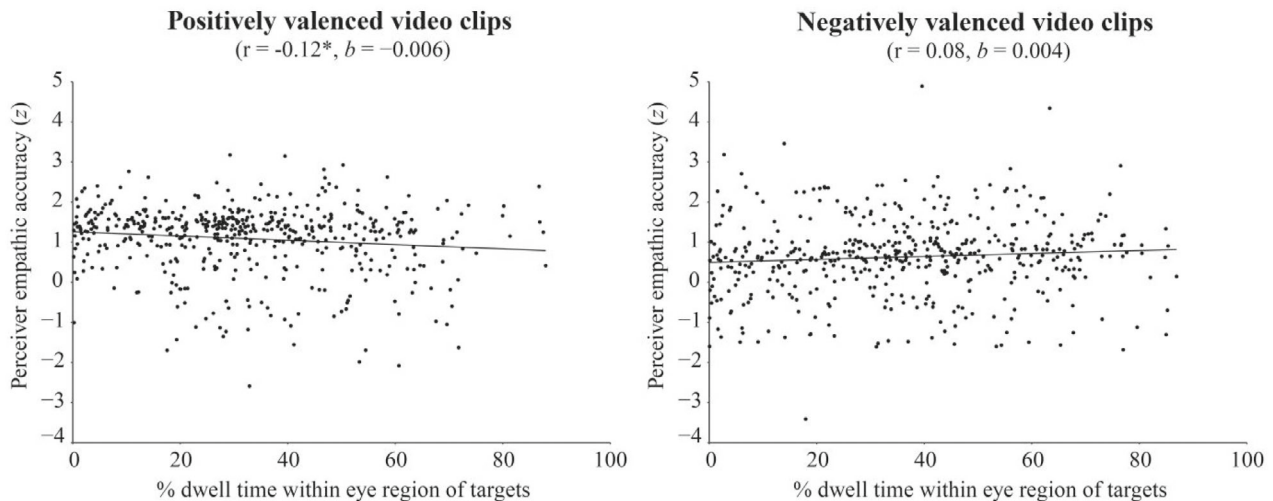 Positively valenced video clips
(r = -0.12*, b = −0.006)
Perceiver empathic accuracy (z)
5
4
3
2
1
0
−1
−2
−3
−4
0 20 40 60 80 100
% dwell time within eye region of targets
Negatively valenced video clips
(r = 0.08, b = 0.004)
Perceiver empathic accuracy (z)
5
4
3
2
1
0
−1
−2
−3
−4
0 20 40 60 80 100
% dwell time within eye region of targets